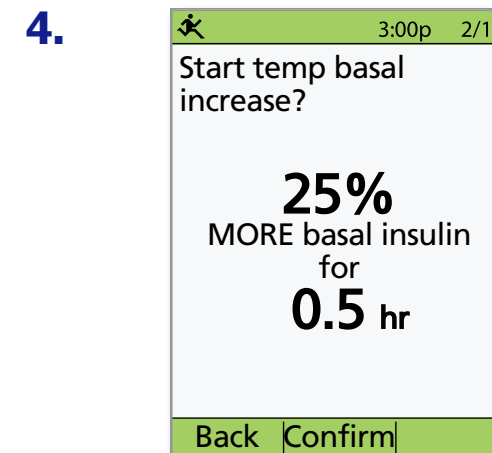 4.
3:00p 2/1
Start temp basal
increase?
25%
MORE basal insulin
for
0.5 hr
Back Confirm